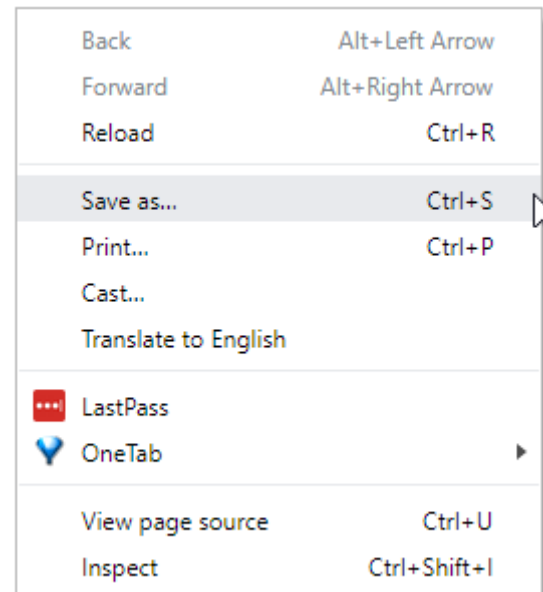 Back Alt+Left Arrow
Forward Alt+Right Arrow
Reload Ctrl+R
Save as... Ctrl+S
Print... Ctrl+P
Cast...
Translate to English
LastPass
OneTab
View page source Ctrl+U
Inspect Ctrl+Shift+I